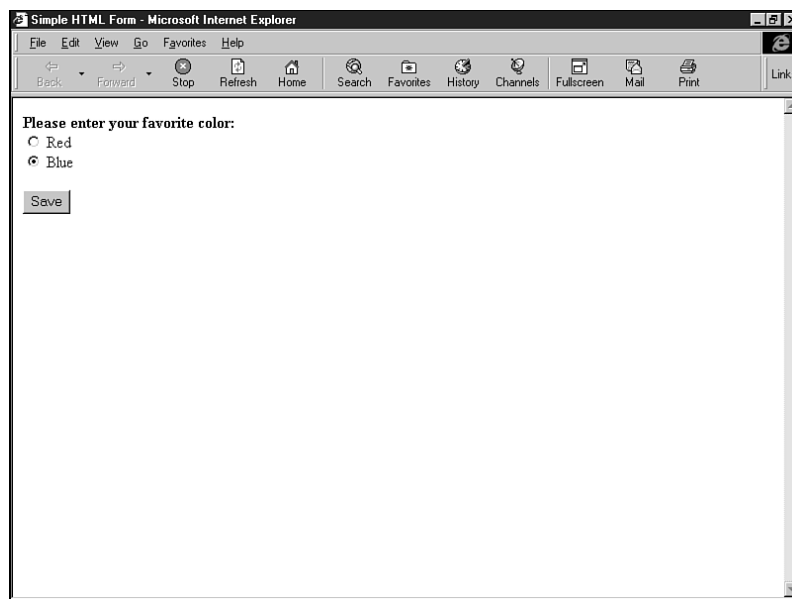 Simple HTML Form - Microsoft Internet Explorer
File Edit View Go Favorites Help
Back Forward Stop Refresh Home Search Favorites History Channels Fullscreen Mail Print Link
Please enter your favorite color:
Red
Blue
Save